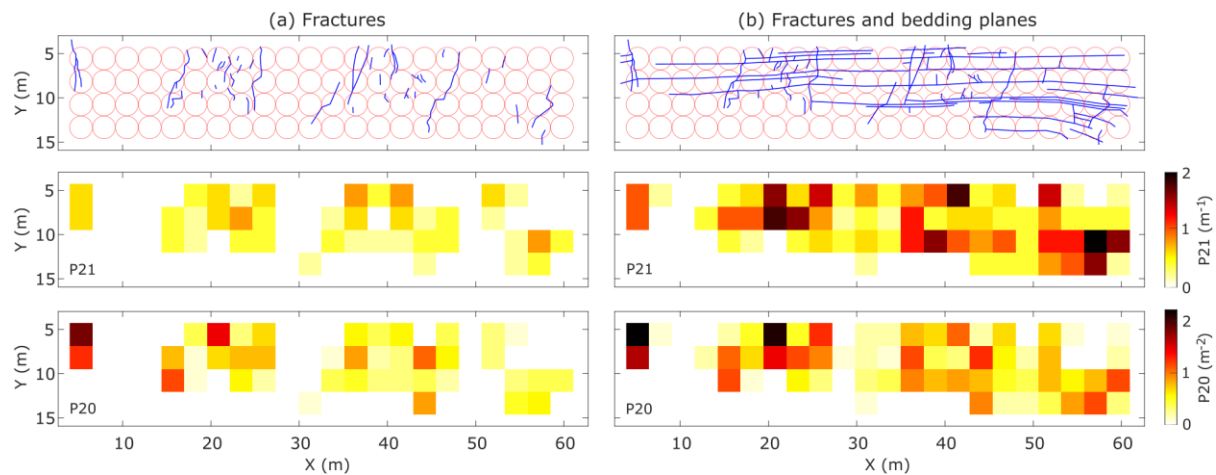 (a) Fractures
(b) Fractures and bedding planes
Y (m)
5
10
15
Y (m)
5
10
15
P21
P21
2
1
0
P21 (m⁻¹)
Y (m)
5
10
15
P20
P20
2
1
0
P20 (m⁻²)
10 20 30 40 50 60
10 20 30 40 50 60
X (m)
X (m)